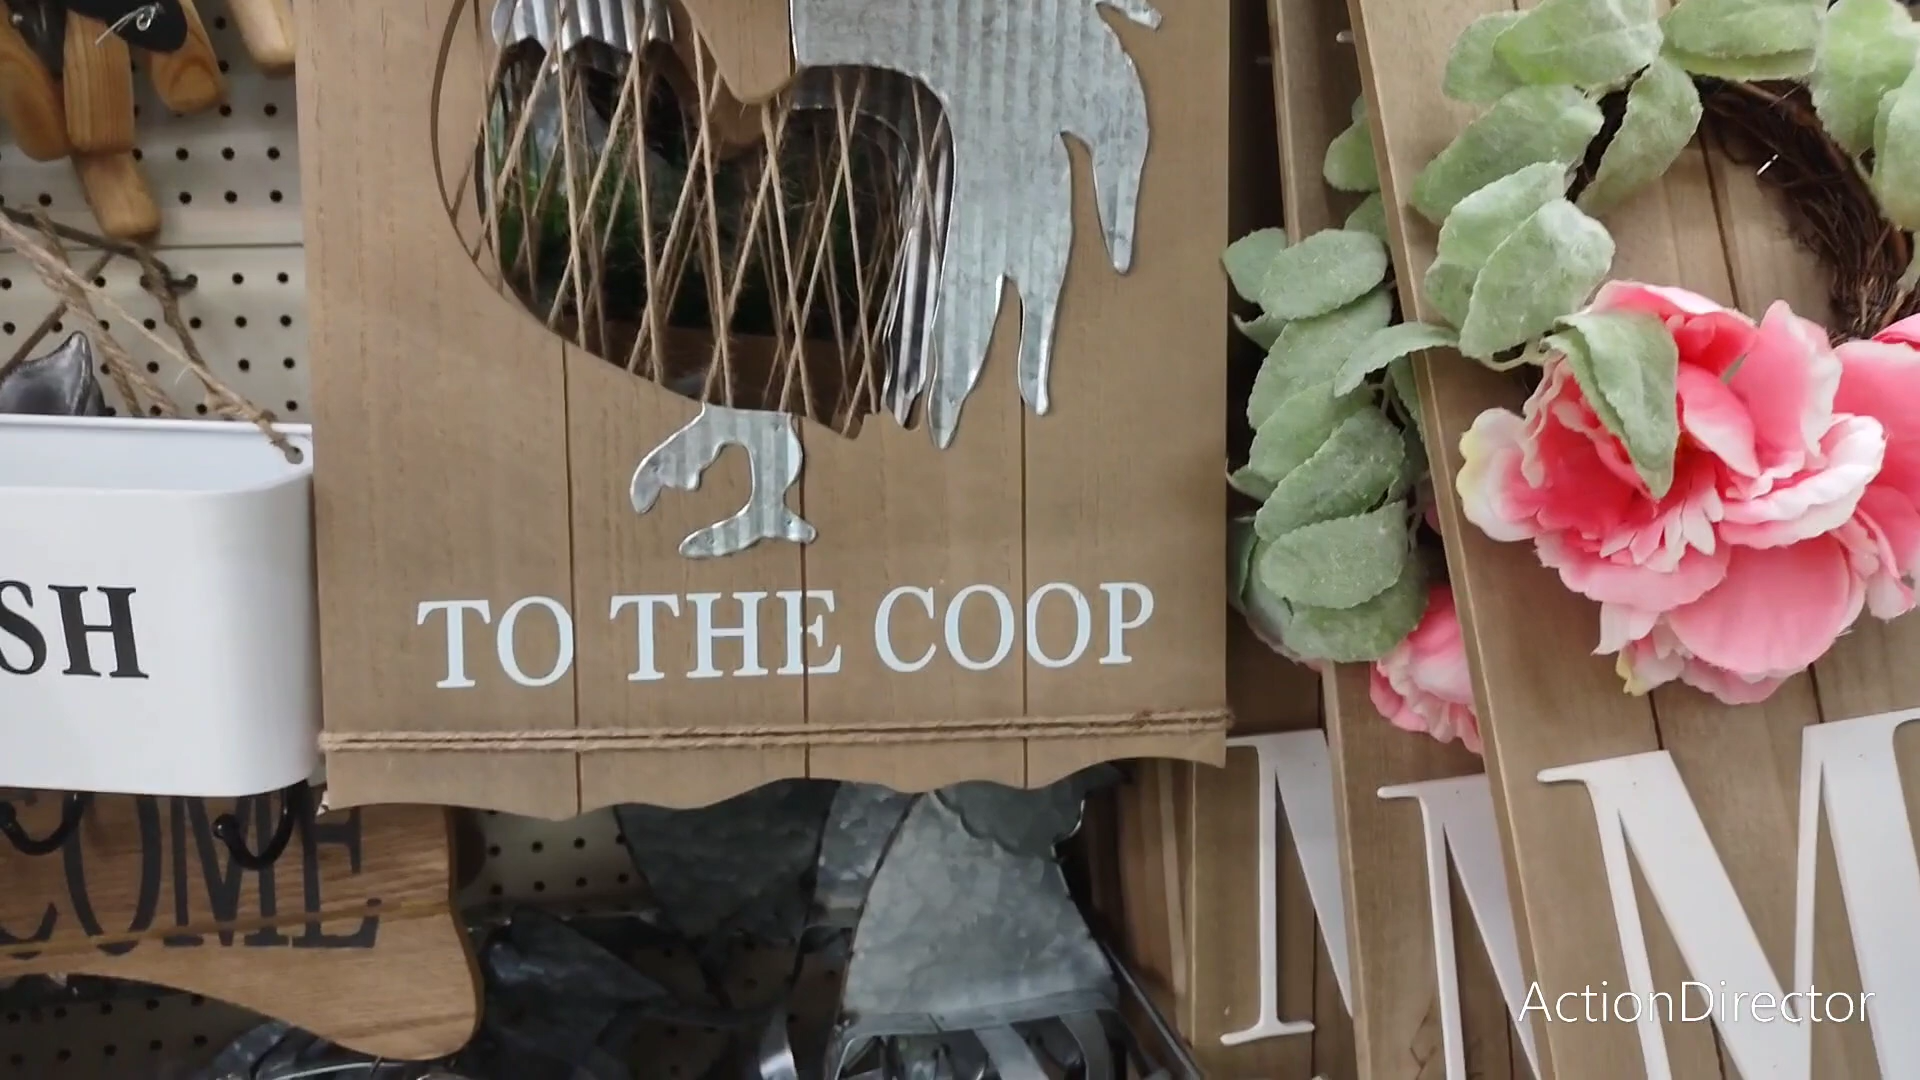 TO THE COOP
SH
COME
M
M
M
ActionDirector